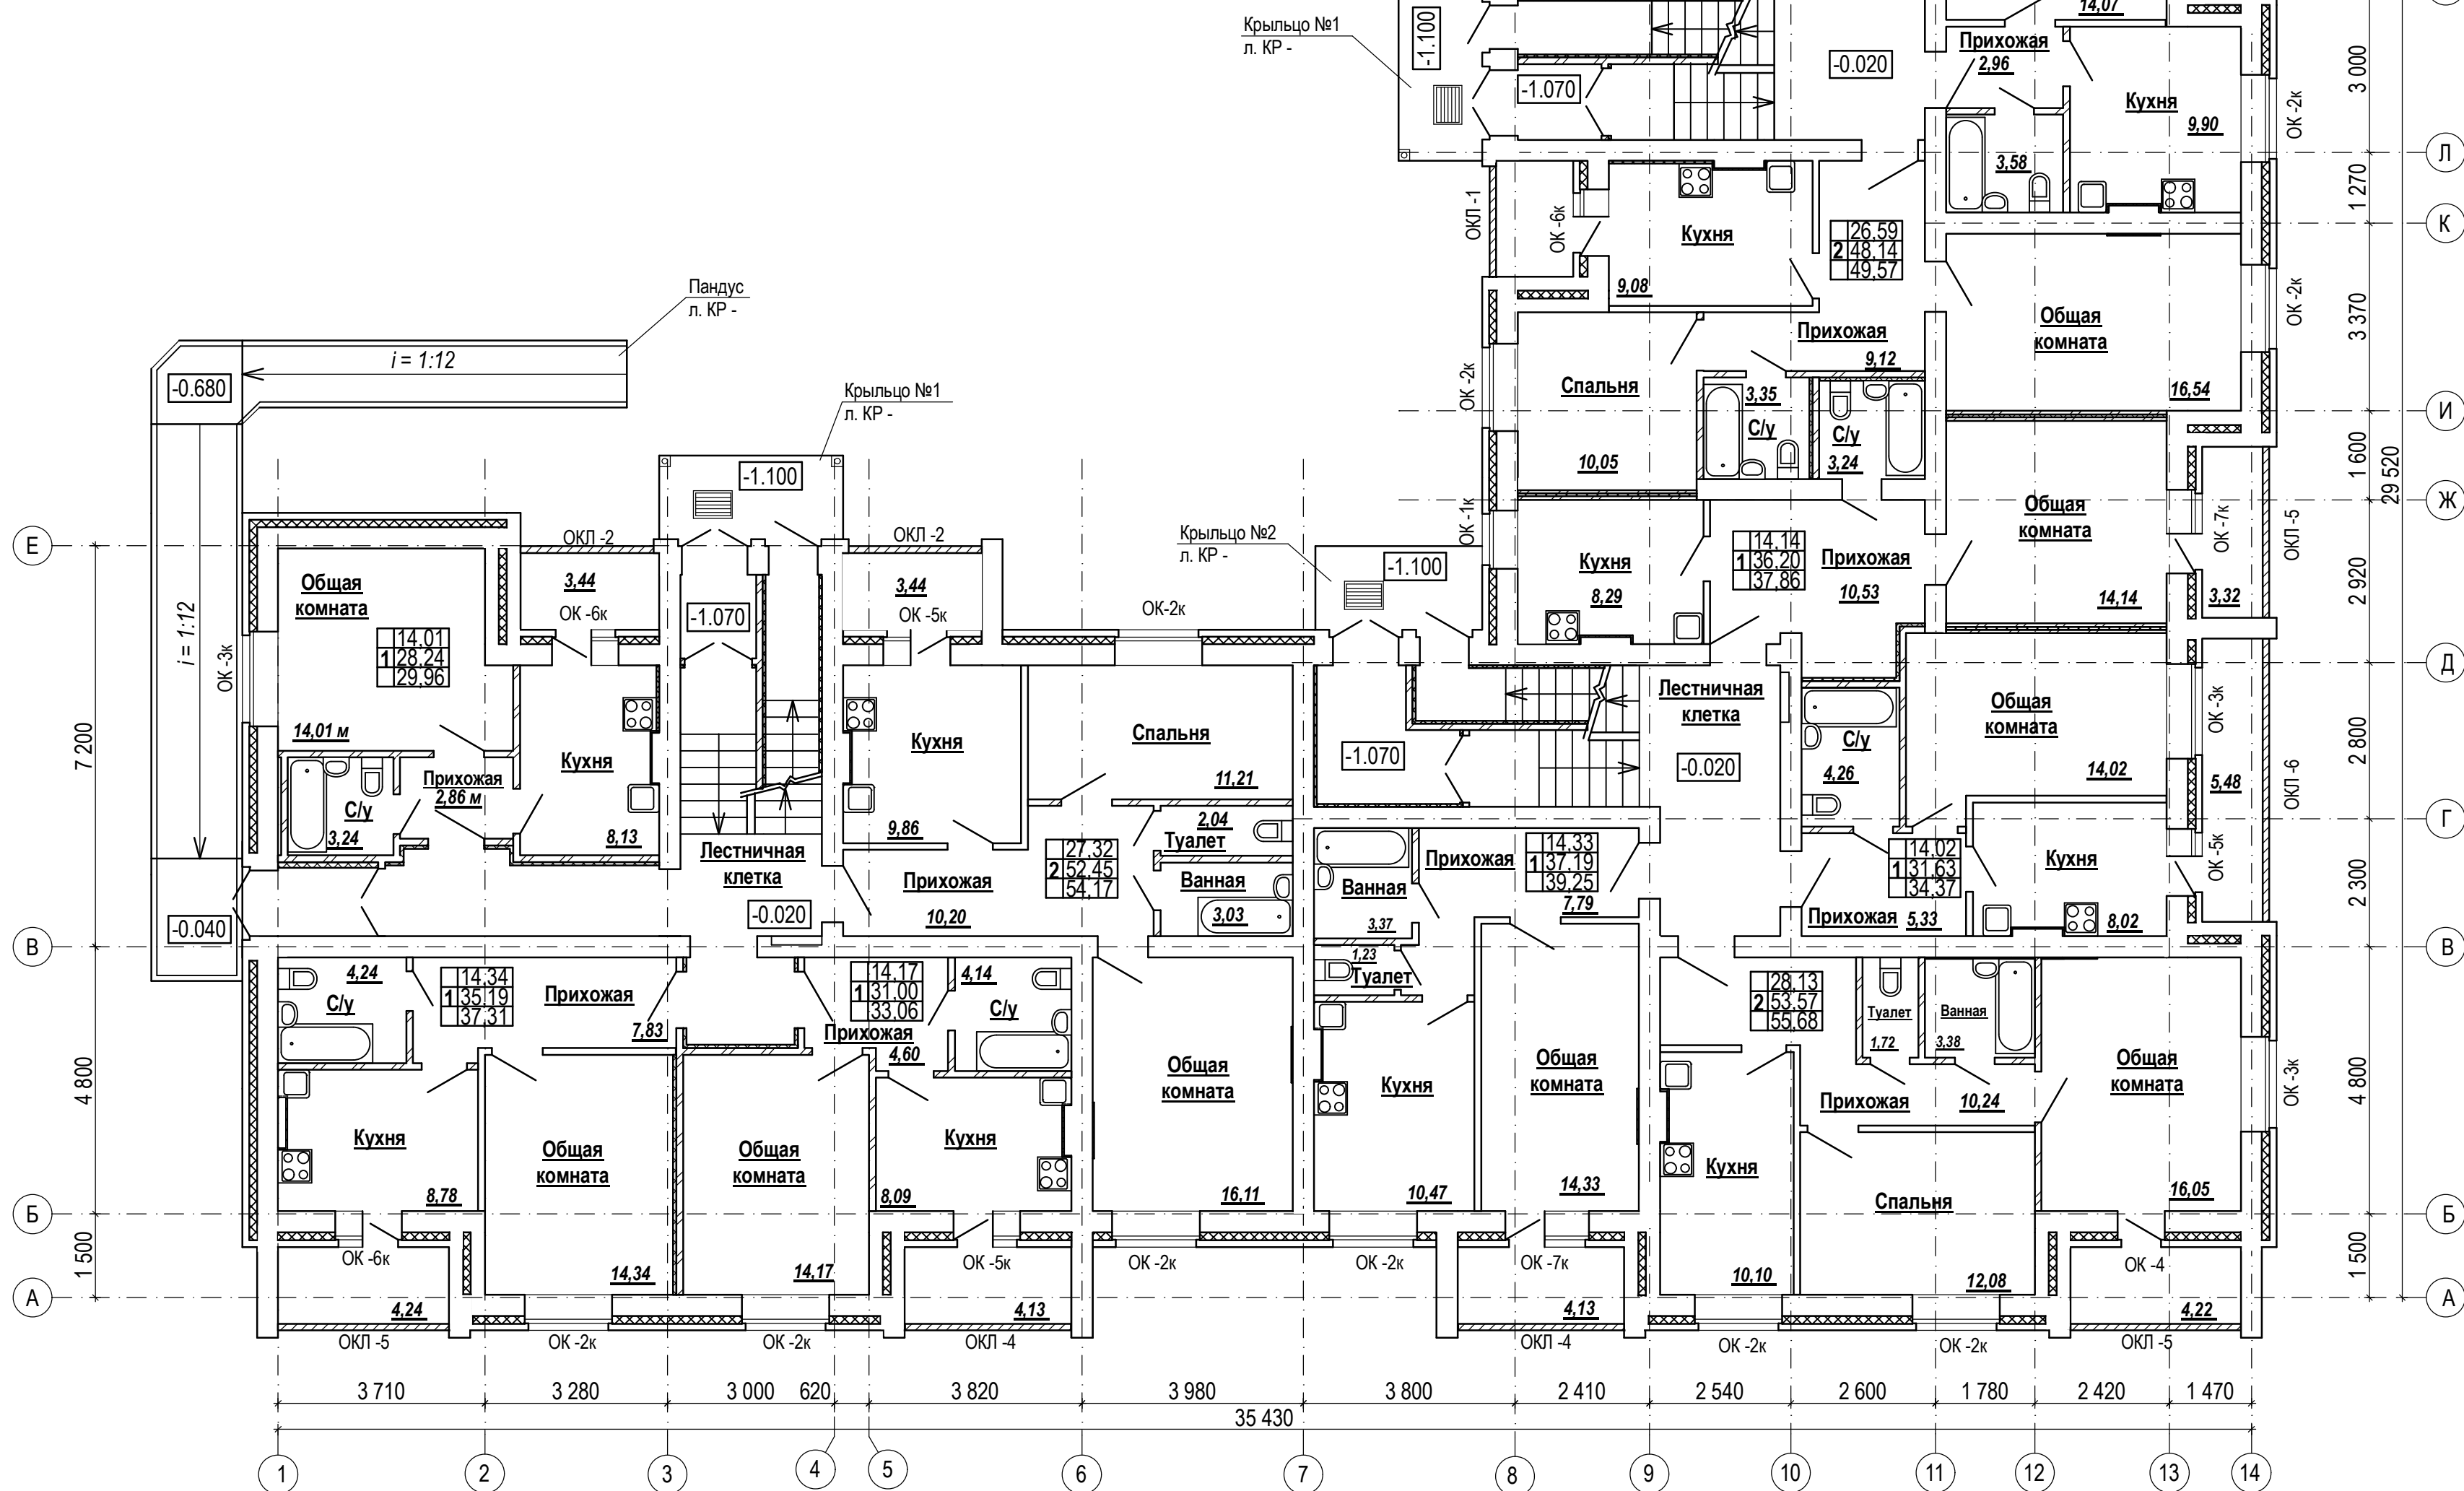 14,07
Крыльцо №1
л. КР -
-1.100
Прихожая
2,96
-0.020
3 000
-1.070
Кухня
9,90
ОК -2к
Л
3,58
1 270
ОКЛ -1
ОК -6к
Кухня
9,08
26,59
2
48,14
49,57
К
Пандус
л. КР -
i = 1:12
-0.680
ОК -2к
3 370
Общая
комната
16,54
Прихожая
9,12
Крыльцо №1
л. КР -
ОК -2к
Спальня
10,05
3,35
С/у
С/у
3,24
И
1 600
29 520
-1.100
Общая
комната
14,14
Ж
Е
ОКЛ -2
ОКЛ -2
Крыльцо №2
л. КР -
-1.100
ОК -1к
Кухня
8,29
14,14
1
36,20
37,86
Прихожая
10,53
ОК -7к
ОКЛ -5
3,32
2 920
Общая
комната
3,44
ОК -6к
3,44
ОК -5к
ОК-2к
-1.070
i = 1:12
ОК -3к
14,01
1
28,24
29,96
14,01 м
Д
Лестничная
клетка
-0.020
Общая
комната
14,02
ОК -3к
5,48
ОКЛ -6
2 800
7 200
Кухня
8,13
Прихожая
2,86 м
С/у
3,24
Кухня
9,86
Спальня
11,21
-1.070
С/у
4,26
Г
Лестничная
клетка
-0.020
Прихожая
10,20
27,32
2
52,45
54,17
2,04
Туалет
Ванная
3,03
Прихожая
14,33
1
37,19
39,25
7,79
Ванная
3,37
14,02
1
31,63
34,37
Прихожая
5,33
Кухня
8,02
ОК -5к
2 300
-0.040
В
В
4,24
С/у
14,34
1
35,19
37,31
Прихожая
7,83
14,17
1
31,00
33,06
Прихожая
4,60
4,14
С/у
1,23
Туалет
28,13
2
53,57
55,68
Туалет
1,72
Ванная
3,38
4 800
Кухня
8,78
Общая
комната
14,34
Общая
комната
14,17
Кухня
8,09
Общая
комната
16,11
Кухня
10,47
Общая
комната
14,33
Кухня
10,10
Прихожая
10,24
Спальня
12,08
Общая
комната
16,05
ОК -3к
4 800
Б
Б
1 500
ОК -6к
ОК -5к
ОК -2к
ОК -2к
ОК -7к
ОК -4
1 500
А
4,24
4,13
4,13
4,22
А
ОКЛ -5
ОК -2к
ОК -2к
ОКЛ -4
ОКЛ -4
ОК -2к
ОК -2к
ОКЛ -5
3 710
3 280
3 000
620
3 820
3 980
3 800
2 410
2 540
2 600
1 780
2 420
1 470
35 430
1
2
3
4
5
6
7
8
9
10
11
12
13
14